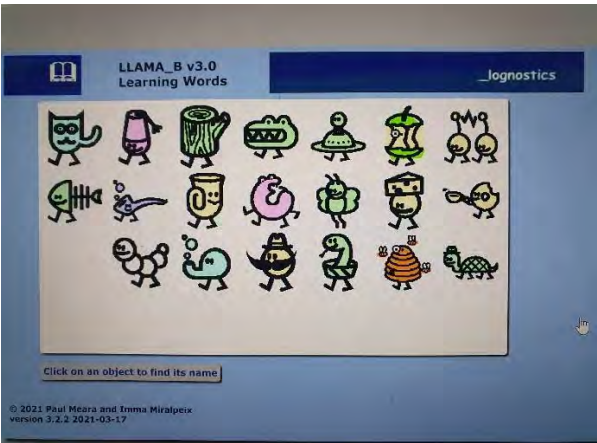 LLAMA_B v3.0
Learning Words
_lognostics
Click on an object to find its name
© 2021 Paul Meara and Imma Miralpeix
version 3.2.2 2021-03-17